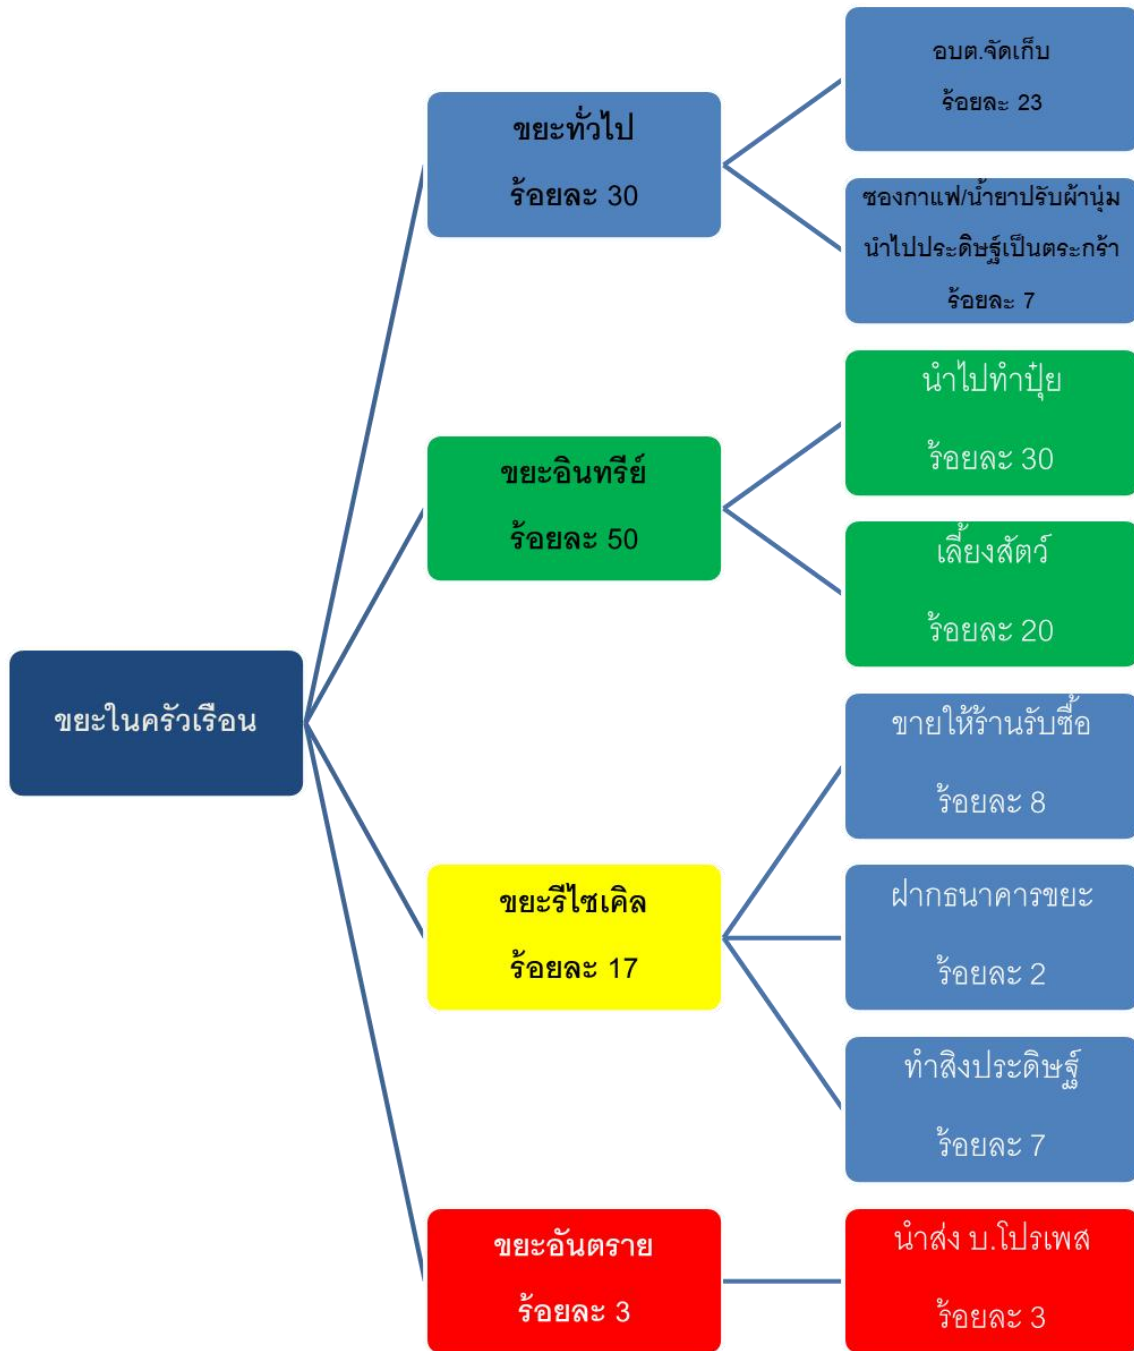 ขยะในครัวเรือน
ขยะทั่วไป
ร้อยละ 30
อบต.จัดเก็บ
ร้อยละ 23
ซองกาแฟ/น้ำยาปรับผ้านุ่ม
นำไปประดิษฐ์เป็นตระกร้า
ร้อยละ 7
ขยะอินทรีย์
ร้อยละ 50
นำไปทำปุ๋ย
ร้อยละ 30
เลี้ยงสัตว์
ร้อยละ 20
ขยะรีไซเคิล
ร้อยละ 17
ขายให้ร้านรับซื้อ
ร้อยละ 8
ฝากธนาคารขยะ
ร้อยละ 2
ทำสิ่งประดิษฐ์
ร้อยละ 7
ขยะอันตราย
ร้อยละ 3
นำส่ง บ.โปรเพส
ร้อยละ 3